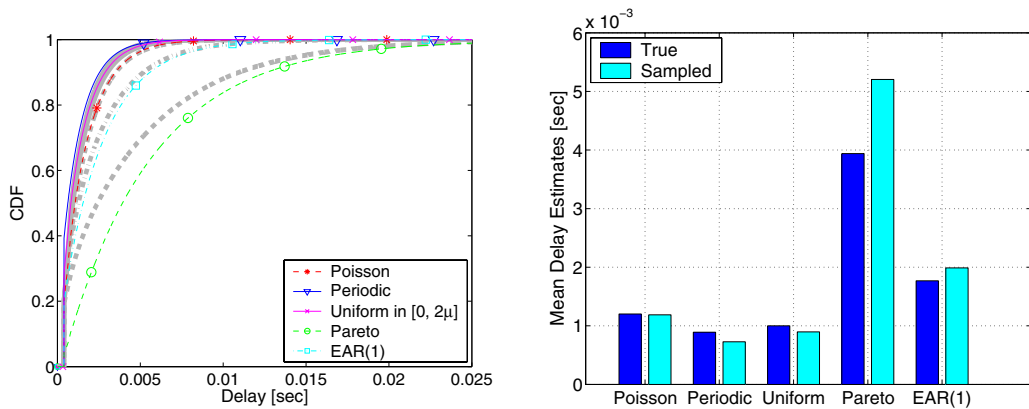 1
0.8
0.6
0.4
0.2
0
CDF
0
0.005
0.01
0.015
0.02
0.025
Delay [sec]
Poisson
Periodic
Uniform in [0, 2μ]
Pareto
EAR(1)
x 10⁻³
6
5
4
3
2
1
0
Mean Delay Estimates [sec]
True
Sampled
Poisson Periodic Uniform Pareto EAR(1)